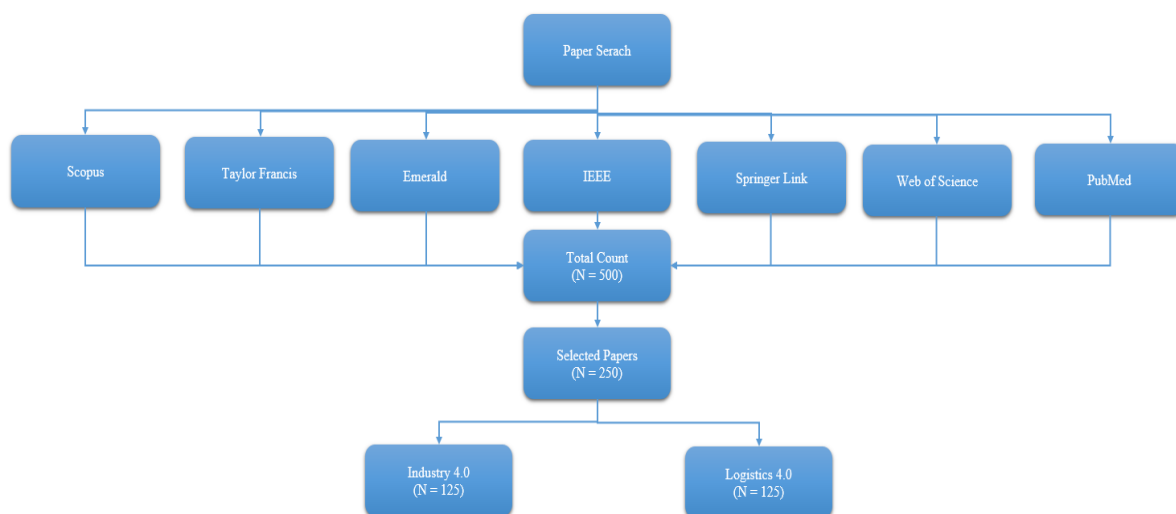 Paper Serach
Scopus
Taylor Francis
Emerald
IEEE
Springer Link
Web of Science
PubMed
Total Count
(N = 500)
Selected Papers
(N = 250)
Industry 4.0
(N = 125)
Logistics 4.0
(N = 125)